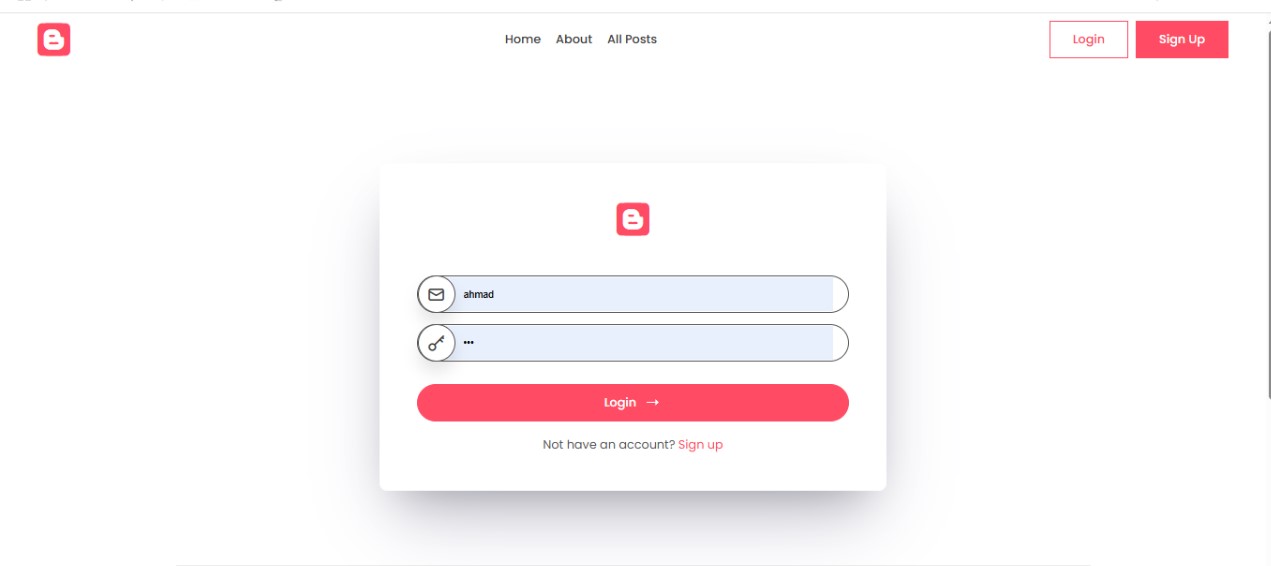 Home About All Posts Login Sign Up
ahmad
•••
Login →
Not have an account? Sign up